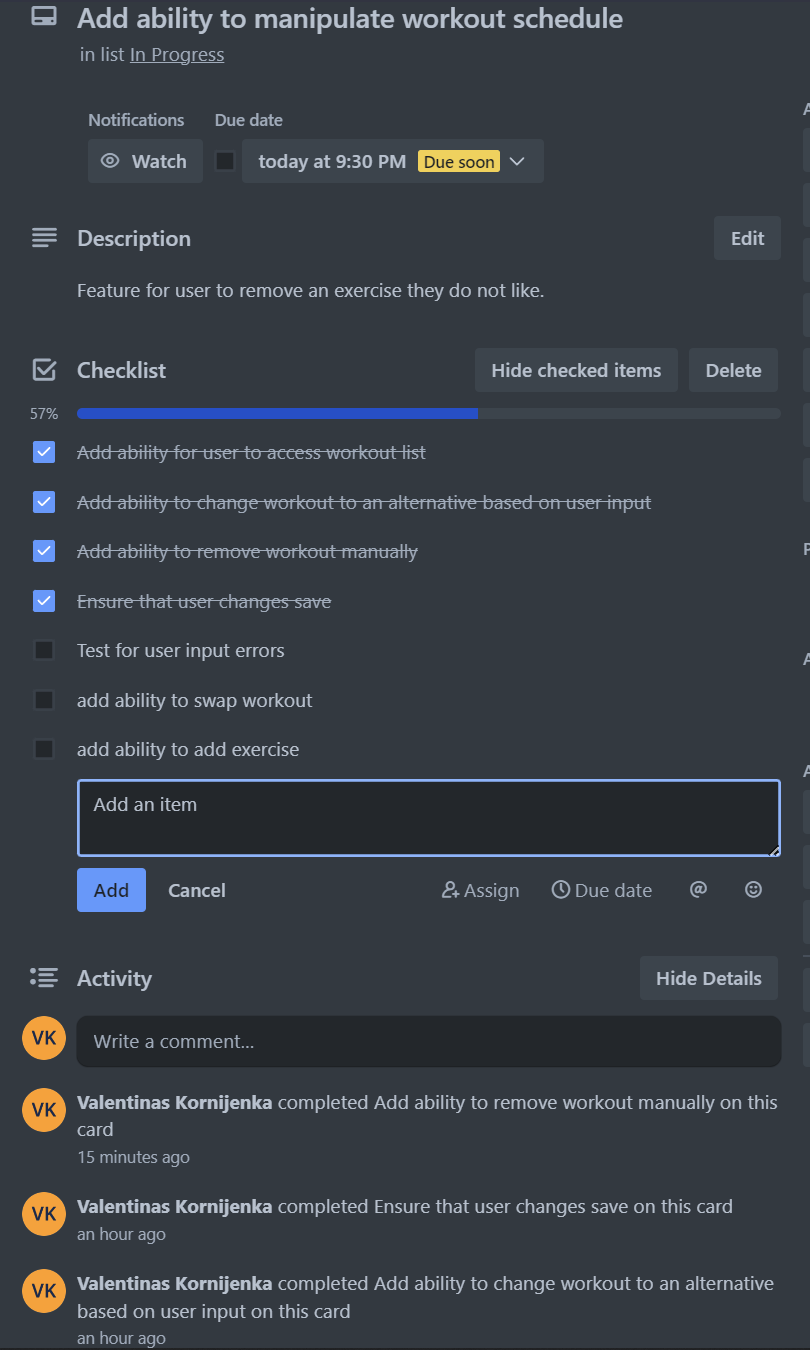 Add ability to manipulate workout schedule
in list In Progress
Notifications Due date
Watch today at 9:30 PM Due soon
Description Edit
Feature for user to remove an exercise they do not like.
Checklist Hide checked items Delete
57%
Add ability for user to access workout list
Add ability to change workout to an alternative based on user input
Add ability to remove workout manually
Ensure that user changes save
Test for user input errors
add ability to swap workout
add ability to add exercise
Add an item
Add Cancel Assign Due date @
Activity Hide Details
VK Write a comment...
VK Valentinas Kornijenka completed Add ability to remove workout manually on this
card
15 minutes ago
VK Valentinas Kornijenka completed Ensure that user changes save on this card
an hour ago
VK Valentinas Kornijenka completed Add ability to change workout to an alternative
based on user input on this card
an hour ago